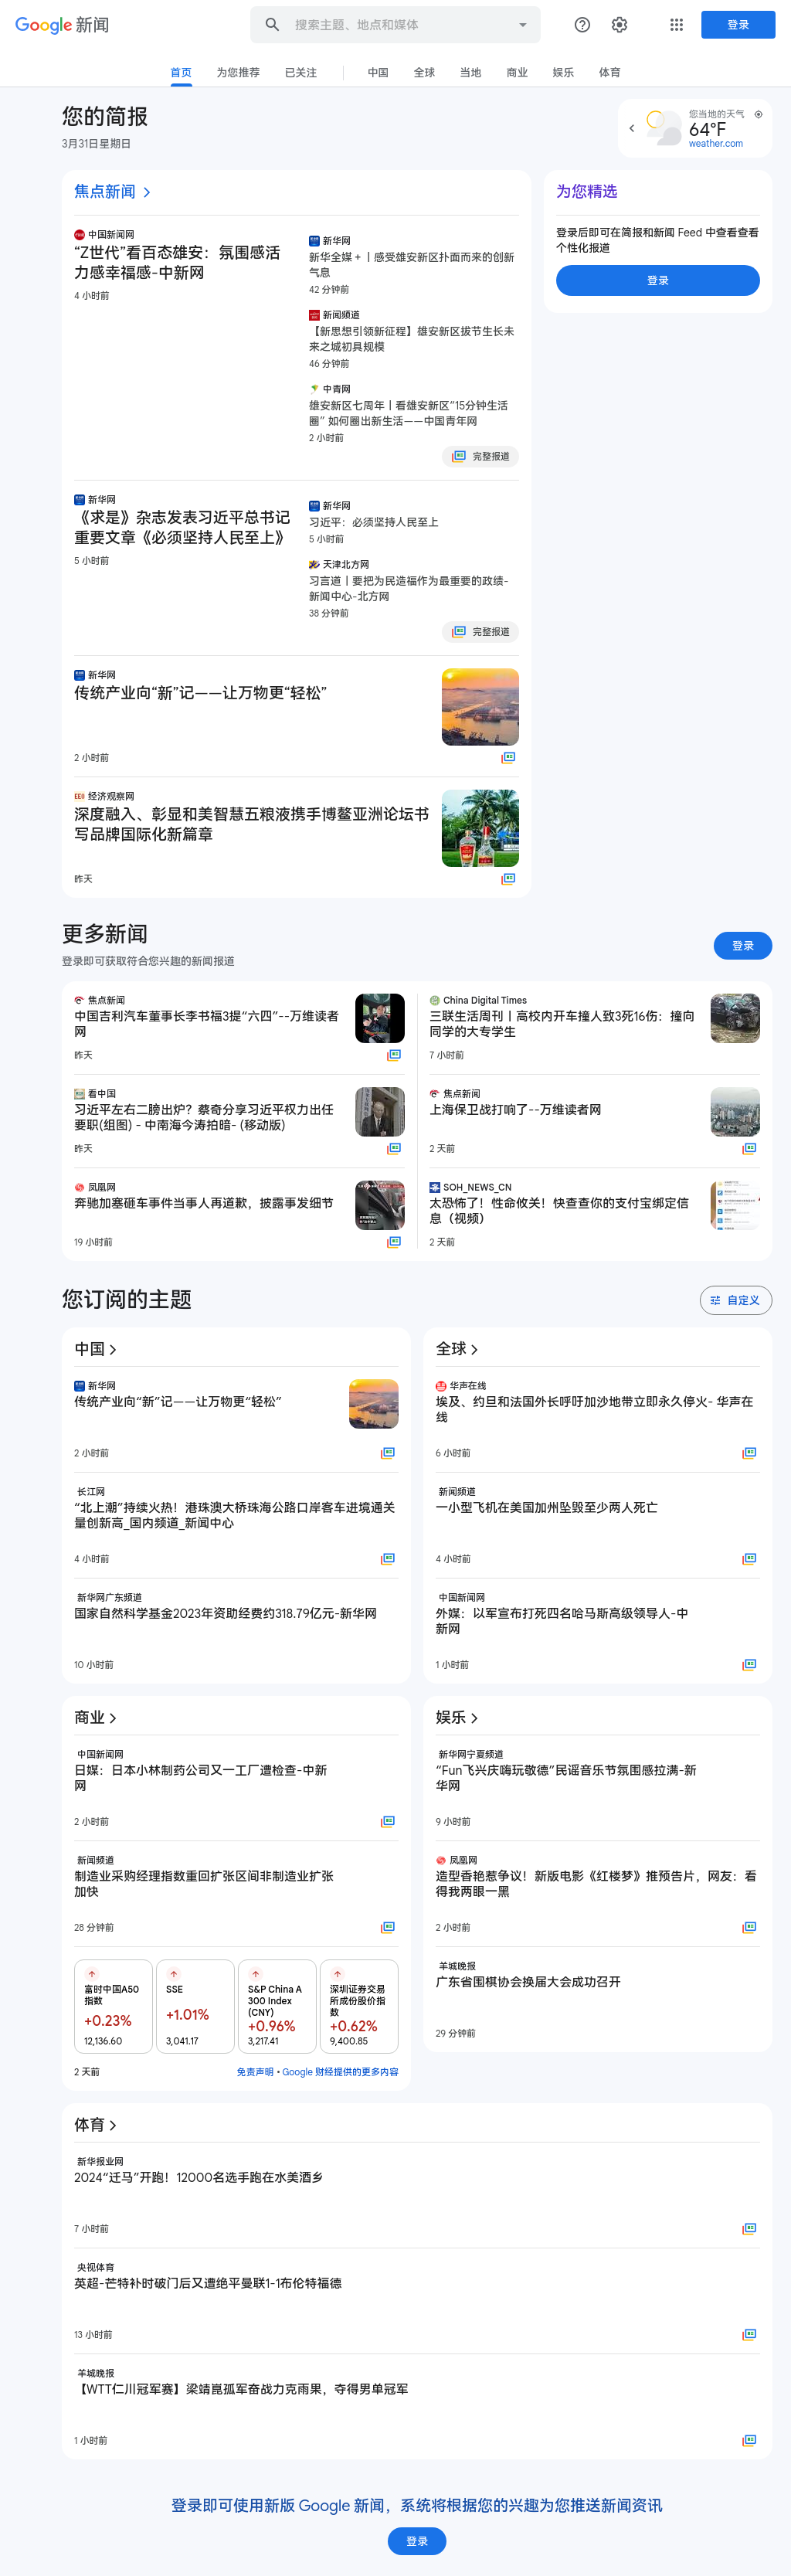 Google 新闻
搜索主题、地点和媒体
登录
首页
为您推荐
已关注
中国
全球
当地
商业
娱乐
体育
您的简报
3月31日星期日
您当地的天气
64°F
weather.com
焦点新闻
中国新闻网
“Z世代”看百态雄安：氛围感活
力感幸福感-中新网
4 小时前
新华网
新华全媒＋丨感受雄安新区扑面而来的创新
气息
42 分钟前
新闻频道
【新思想引领新征程】雄安新区拔节生长未
来之城初具规模
46 分钟前
中青网
雄安新区七周年丨看雄安新区“15分钟生活
圈” 如何圈出新生活——中国青年网
2 小时前
完整报道
新华网
《求是》杂志发表习近平总书记
重要文章《必须坚持人民至上》
5 小时前
新华网
习近平：必须坚持人民至上
5 小时前
天津北方网
习言道丨要把为民造福作为最重要的政绩-
新闻中心-北方网
38 分钟前
完整报道
新华网
传统产业向“新”记——让万物更“轻松”
2 小时前
经济观察网
深度融入、彰显和美智慧五粮液携手博鳌亚洲论坛书
写品牌国际化新篇章
昨天
为您精选
登录后即可在简报和新闻 Feed 中查看查看
个性化报道
登录
更多新闻
登录即可获取符合您兴趣的新闻报道
登录
焦点新闻
中国吉利汽车董事长李书福3提“六四”--万维读者
网
昨天
看中国
习近平左右二膀出炉？蔡奇分享习近平权力出任
要职(组图) - 中南海今涛拍暗- (移动版)
昨天
凤凰网
奔驰加塞砸车事件当事人再道歉，披露事发细节
19 小时前
China Digital Times
三联生活周刊丨高校内开车撞人致3死16伤：撞向
同学的大专学生
7 小时前
焦点新闻
上海保卫战打响了--万维读者网
2 天前
SOH_NEWS_CN
太恐怖了！性命攸关！快查查你的支付宝绑定信
息（视频）
2 天前
您订阅的主题
自定义
中国
新华网
传统产业向“新”记——让万物更“轻松”
2 小时前
长江网
“北上潮”持续火热！港珠澳大桥珠海公路口岸客车进境通关
量创新高_国内频道_新闻中心
4 小时前
新华网广东频道
国家自然科学基金2023年资助经费约318.79亿元-新华网
10 小时前
全球
华声在线
埃及、约旦和法国外长呼吁加沙地带立即永久停火- 华声在
线
6 小时前
新闻频道
一小型飞机在美国加州坠毁至少两人死亡
4 小时前
中国新闻网
外媒：以军宣布打死四名哈马斯高级领导人-中
新网
1 小时前
商业
中国新闻网
日媒：日本小林制药公司又一工厂遭检查-中新
网
2 小时前
新闻频道
制造业采购经理指数重回扩张区间非制造业扩张
加快
28 分钟前
富时中国A50
指数
+0.23%
12,136.60
SSE
+1.01%
3,041.17
S&P China A
300 Index
(CNY)
+0.96%
3,217.41
深圳证券交易
所成份股价指
数
+0.62%
9,400.85
2 天前
免责声明 • Google 财经提供的更多内容
娱乐
新华网宁夏频道
“Fun飞兴庆嗨玩敬德”民谣音乐节氛围感拉满-新
华网
9 小时前
凤凰网
造型香艳惹争议！新版电影《红楼梦》推预告片，网友：看
得我两眼一黑
2 小时前
羊城晚报
广东省围棋协会换届大会成功召开
29 分钟前
体育
新华报业网
2024“迁马”开跑！12000名选手跑在水美酒乡
7 小时前
央视体育
英超-芒特补时破门后又遭绝平曼联1-1布伦特福德
13 小时前
羊城晚报
【WTT仁川冠军赛】梁靖崑孤军奋战力克雨果，夺得男单冠军
1 小时前
登录即可使用新版 Google 新闻，系统将根据您的兴趣为您推送新闻资讯
登录